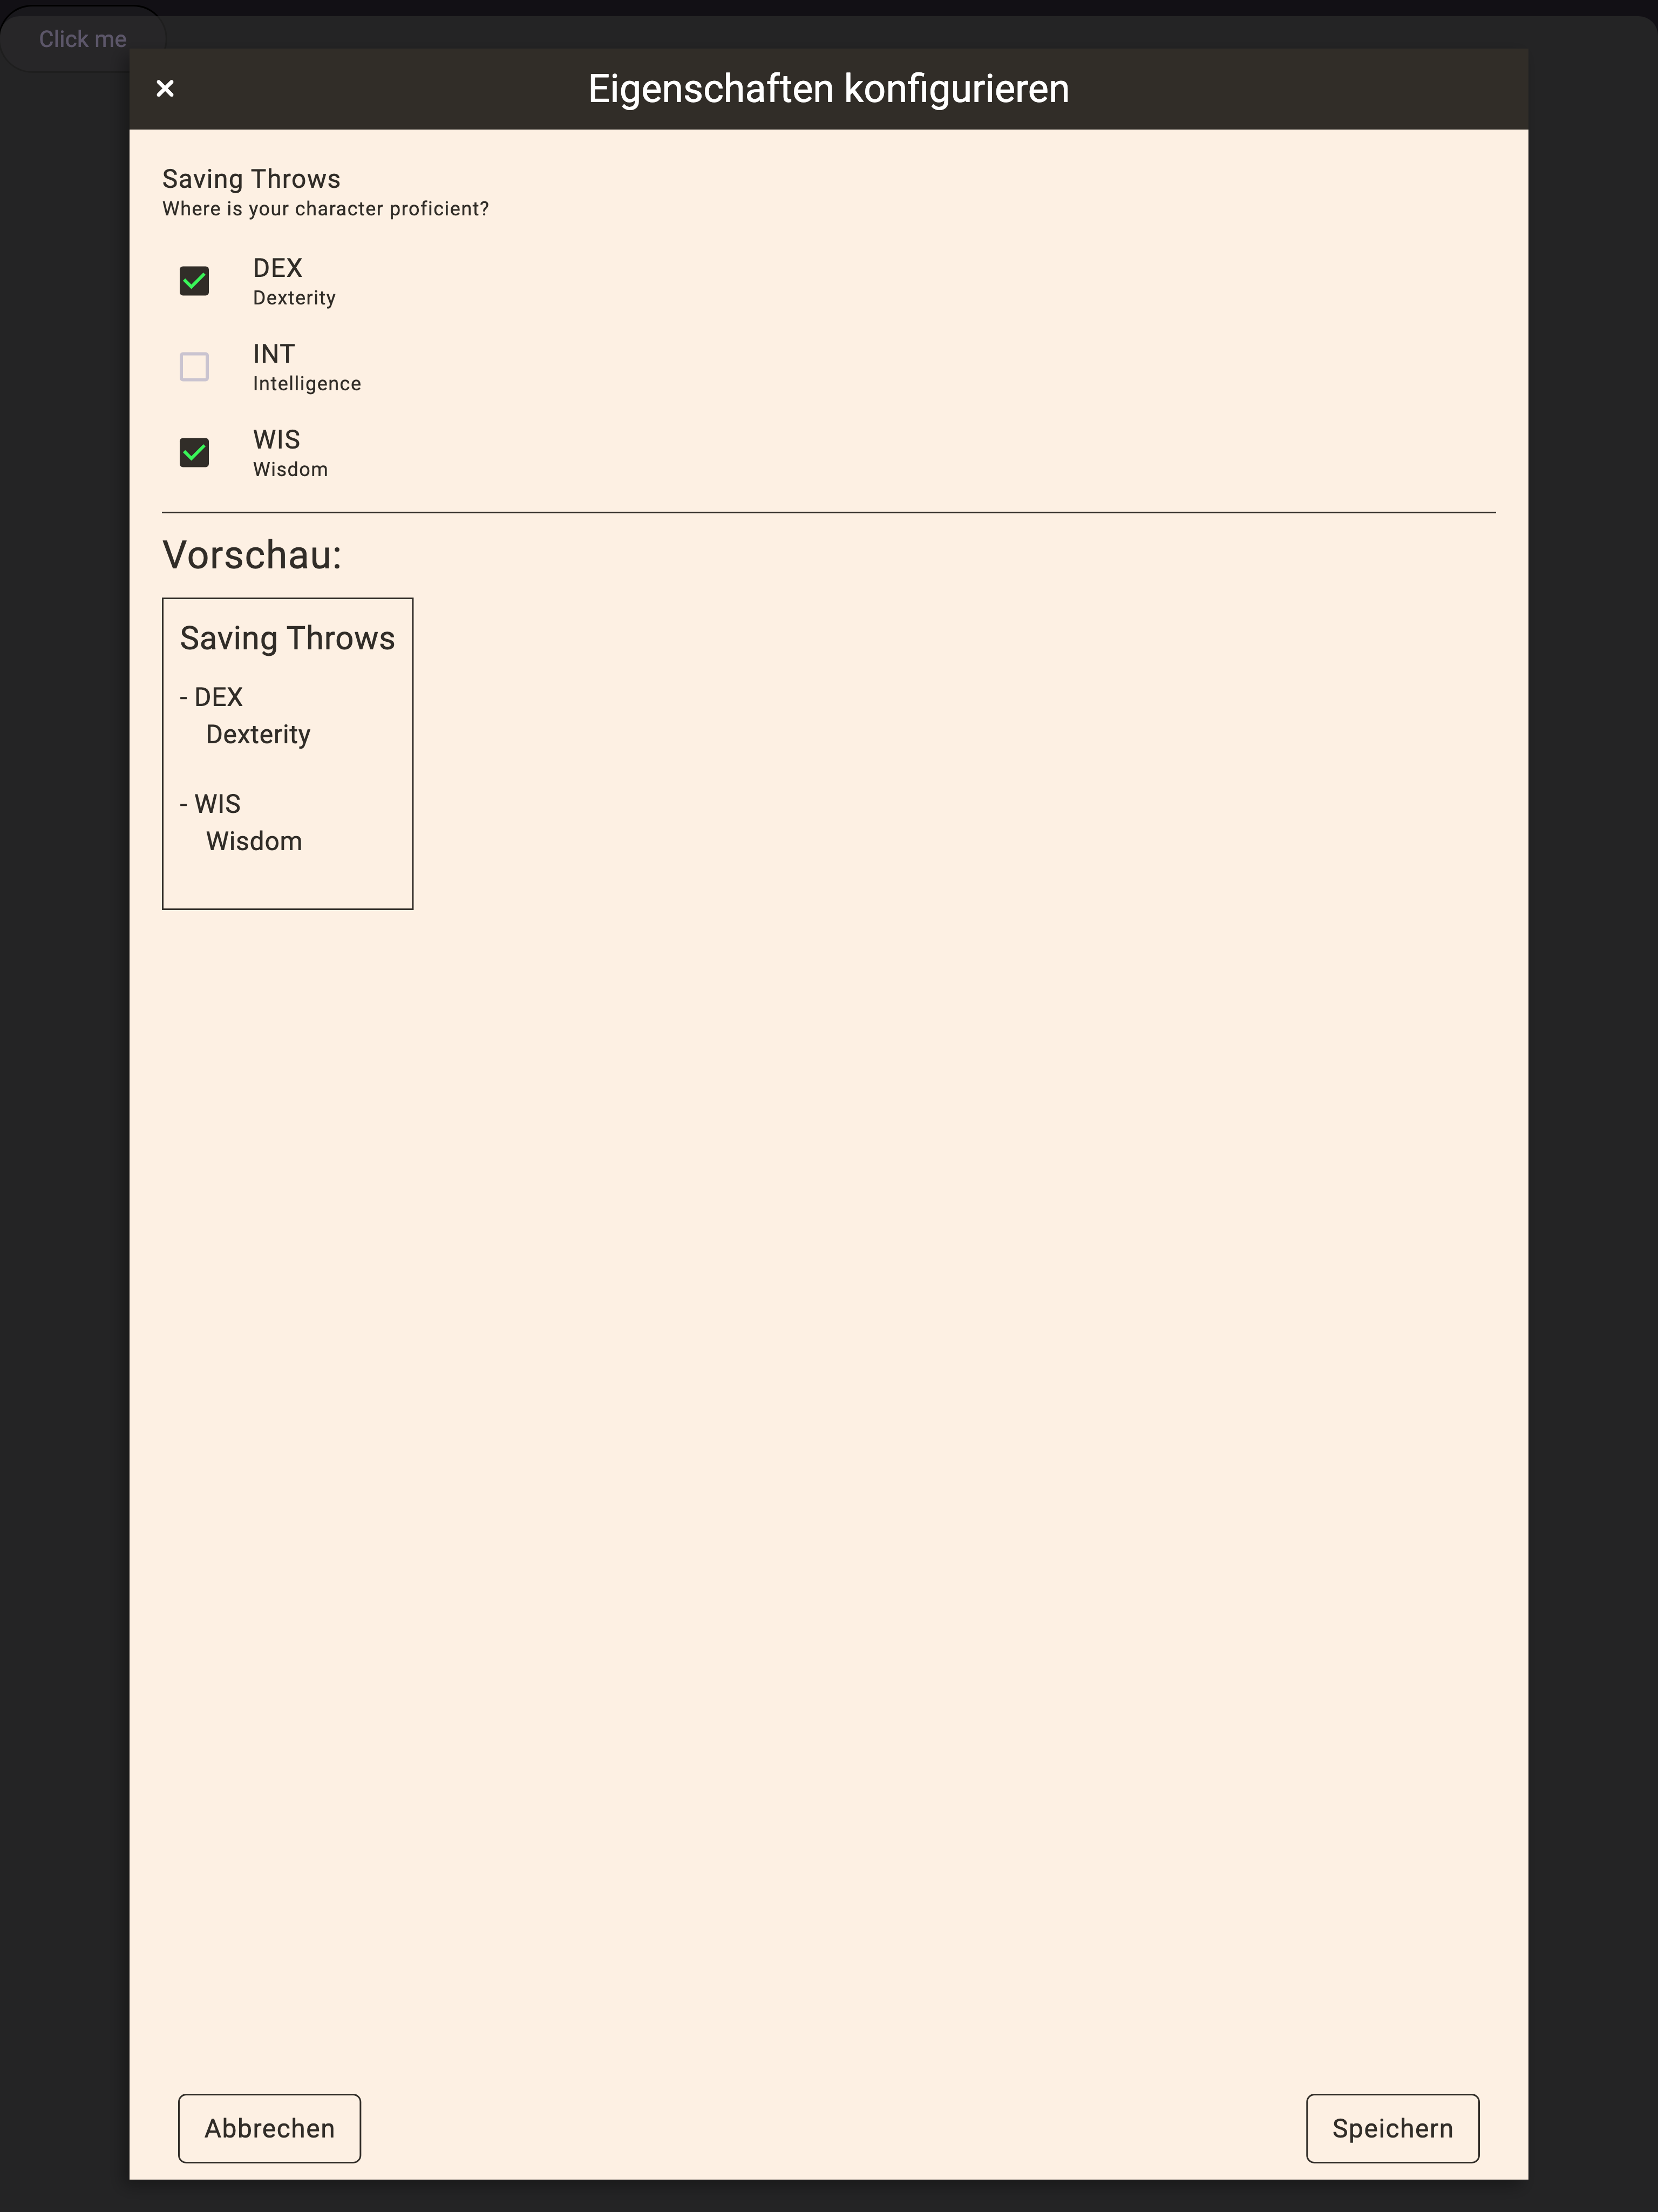 Click me
Eigenschaften konfigurieren
Saving Throws
Where is your character proficient?
DEX
Dexterity
INT
Intelligence
WIS
Wisdom
Vorschau:
Saving Throws
- DEX
Dexterity
- WIS
Wisdom
Abbrechen
Speichern